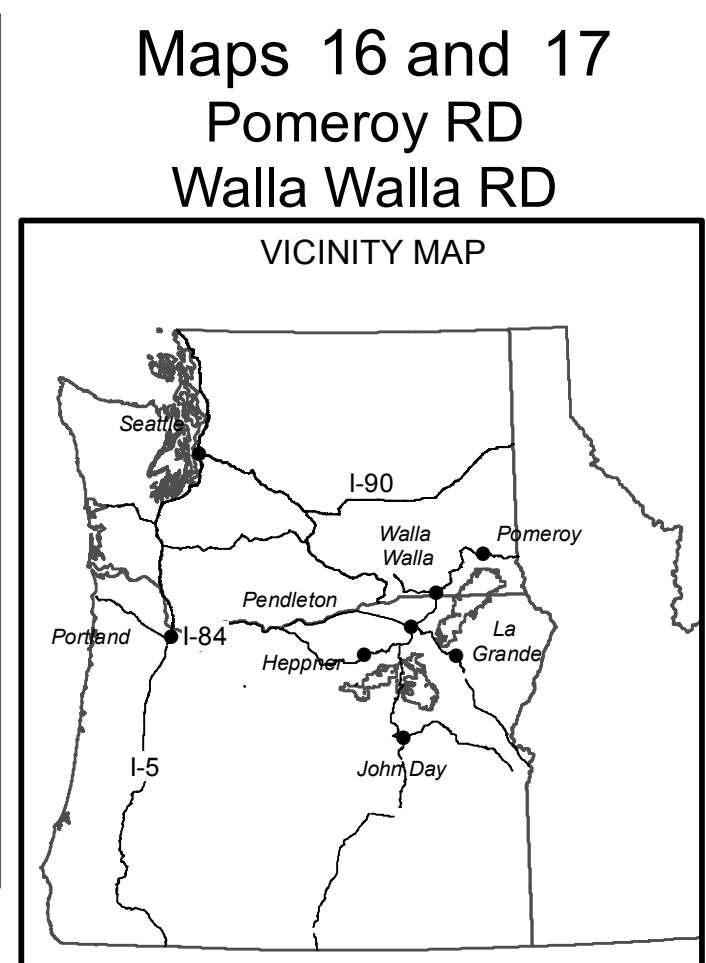 Maps 16 and 17
Pomeroy RD
Walla Walla RD
VICINITY MAP
Seattle
I-90
Walla
Walla
Pomeroy
Pendleton
Portland
I-84
Heppner
La
Grande
I-5
John Day